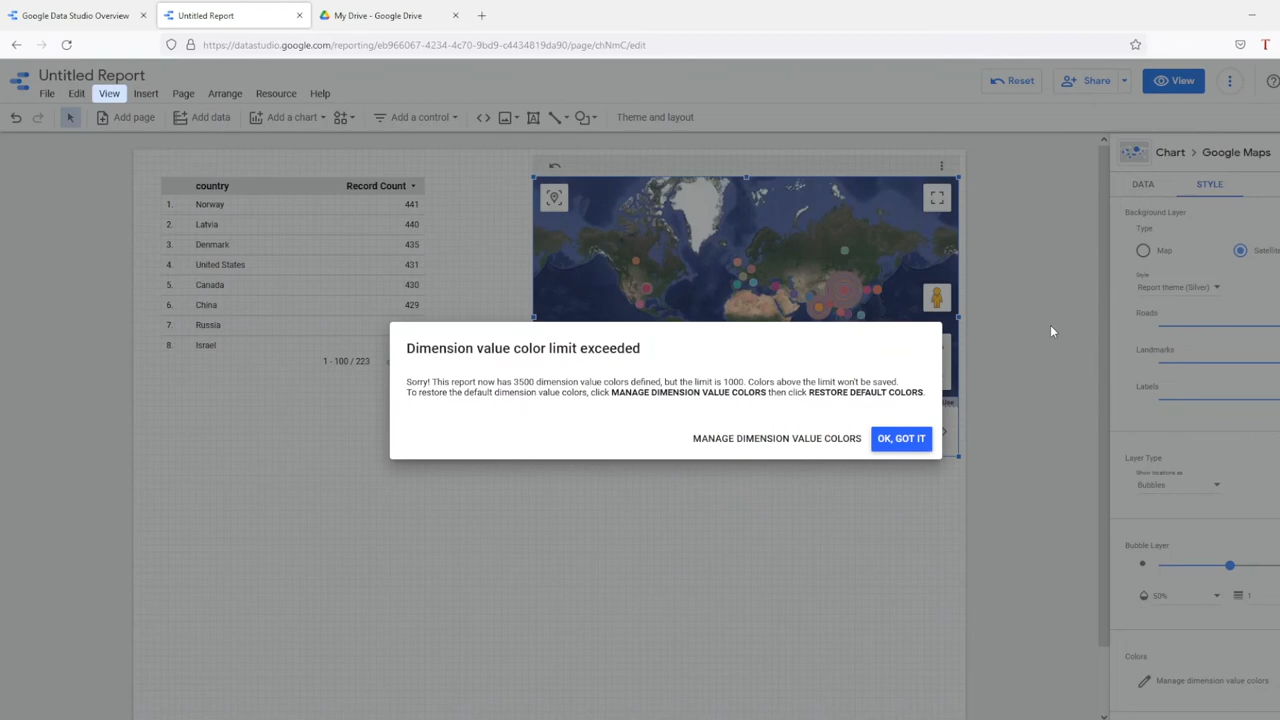 Google Data Studio Overview
Untitled Report
My Drive - Google Drive
https://datastudio.google.com/reporting/eb966067-4234-4c70-9bd9-c4434819da90/page/chNmC/edit
T
Untitled Report
File Edit View Insert Page Arrange Resource Help
Reset
Share
View
Add page
Add data
Add a chart
Add a control
Theme and layout
country Record Count
1. Norway 441
2. Latvia 440
3. Denmark 435
4. United States 431
5. Canada 430
6. China 429
7. Russia
8. Israel
1 - 100 / 223
Use
Dimension value color limit exceeded
Sorry! This report now has 3500 dimension value colors defined, but the limit is 1000. Colors above the limit won't be saved.
To restore the default dimension value colors, click MANAGE DIMENSION VALUE COLORS then click RESTORE DEFAULT COLORS.
MANAGE DIMENSION VALUE COLORS
OK, GOT IT
Chart > Google Maps
DATA STYLE
Background Layer
Type
Map
Satellite
Style
Report theme (Silver)
Roads
Landmarks
Labels
Layer Type
Show locations as
Bubbles
Bubble Layer
50% 1
Colors
Manage dimension value colors